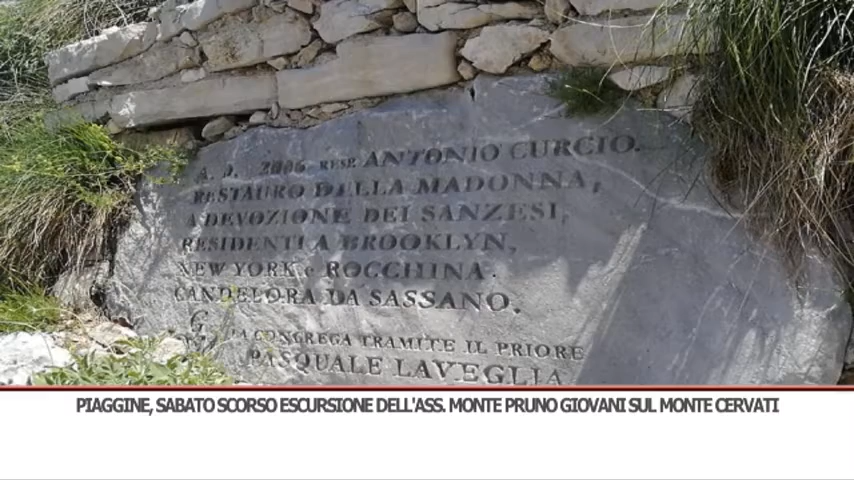 A. D. 2006 RESP. ANTONIO CURCIO.
RESTAURO DELLA MADONNA,
A DEVOZIONE DEI SANZESI,
RESIDENTI A BROOKLYN,
NEW YORK e ROCCHINA.
CANDELORA DA SASSANO.
LA CONGREGA TRAMITE IL PRIORE
PASQUALE LAVEGLIA
PIAGGINE, SABATO SCORSO ESCURSIONE DELL'ASS. MONTE PRUNO GIOVANI SUL MONTE CERVATI